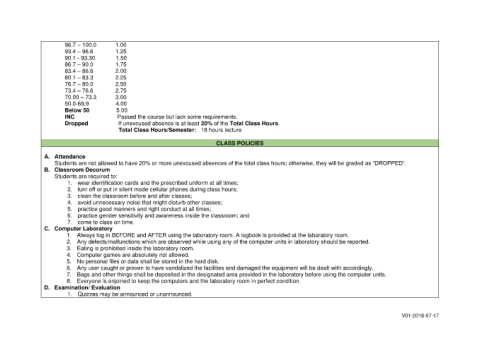 96.7 – 100.0 1.00
93.4 – 96.6 1.25
90.1 - 93.30 1.50
86.7 – 90.0 1.75
83.4 – 86.6 2.00
80.1 – 83.3 2.25
76.7 – 80.0 2.50
73.4 – 76.6 2.75
70.00 – 73.3 3.00
50.0-69.9 4.00
Below 50 5.00
INC Passed the course but lack some requirements.
Dropped If unexcused absence is at least 20% of the Total Class Hours.
Total Class Hours/Semester: 18 hours lecture
CLASS POLICIES
A. Attendance
Students are not allowed to have 20% or more unexcused absences of the total class hours; otherwise, they will be graded as “DROPPED”.
B. Classroom Decorum
Students are required to:
1. wear identification cards and the prescribed uniform at all times;
2. turn off or put in silent mode cellular phones during class hours;
3. clean the classroom before and after classes;
4. avoid unnecessary noise that might disturb other classes;
5. practice good manners and right conduct at all times;
6. practice gender sensitivity and awareness inside the classroom; and
7. come to class on time.
C. Computer Laboratory
1. Always log in BEFORE and AFTER using the laboratory room. A logbook is provided at the laboratory room.
2. Any defects/malfunctions which are observed while using any of the computer units in laboratory should be reported.
3. Eating is prohibited inside the laboratory room.
4. Computer games are absolutely not allowed.
5. No personal files or data shall be stored in the hard disk.
6. Any user caught or proven to have vandalized the facilities and damaged the equipment will be dealt with accordingly.
7. Bags and other things shall be deposited in the designated area provided in the laboratory before using the computer units.
8. Everyone is enjoined to keep the computers and the laboratory room in perfect condition.
D. Examination/ Evaluation
1. Quizzes may be announced or unannounced.
V01-2018-07-17